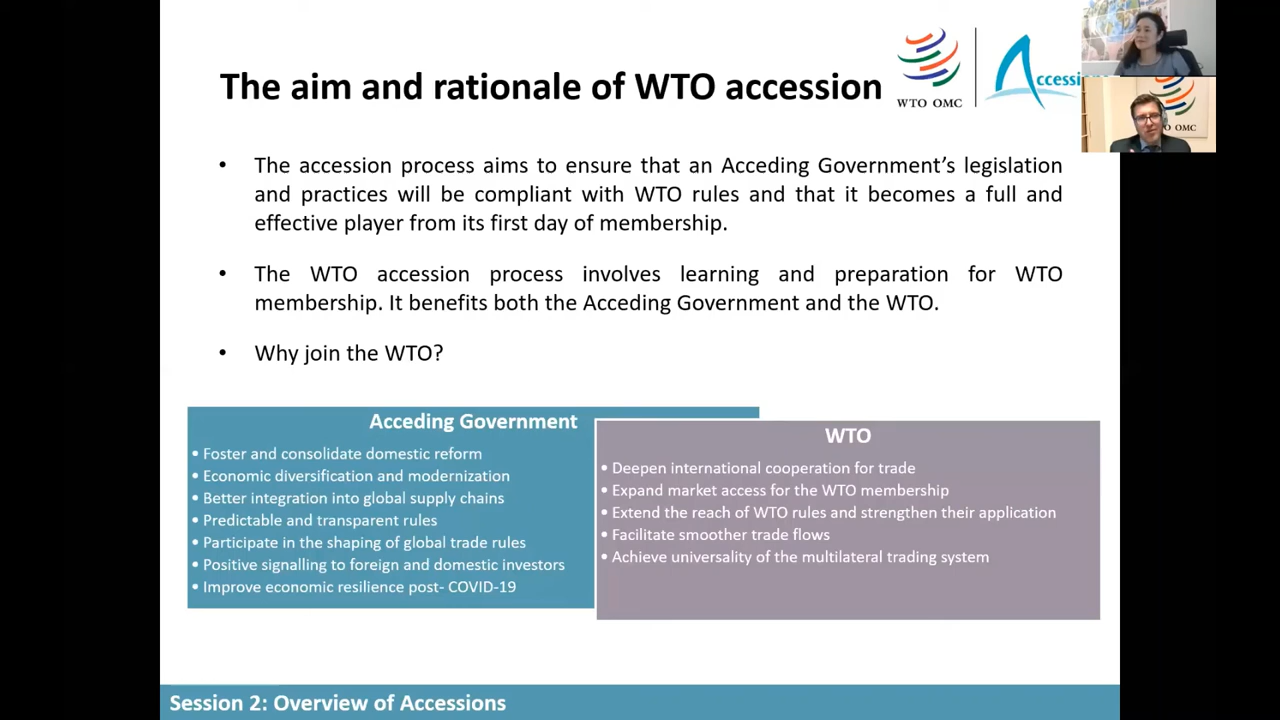 The aim and rationale of WTO accession
WTO OMC
Accessi
OMC
• The accession process aims to ensure that an Acceding Government’s legislation
and practices will be compliant with WTO rules and that it becomes a full and
effective player from its first day of membership.
• The WTO accession process involves learning and preparation for WTO
membership. It benefits both the Acceding Government and the WTO.
• Why join the WTO?
Acceding Government
• Foster and consolidate domestic reform
• Economic diversification and modernization
• Better integration into global supply chains
• Predictable and transparent rules
• Participate in the shaping of global trade rules
• Positive signalling to foreign and domestic investors
• Improve economic resilience post- COVID-19
WTO
• Deepen international cooperation for trade
• Expand market access for the WTO membership
• Extend the reach of WTO rules and strengthen their application
• Facilitate smoother trade flows
• Achieve universality of the multilateral trading system
Session 2: Overview of Accessions